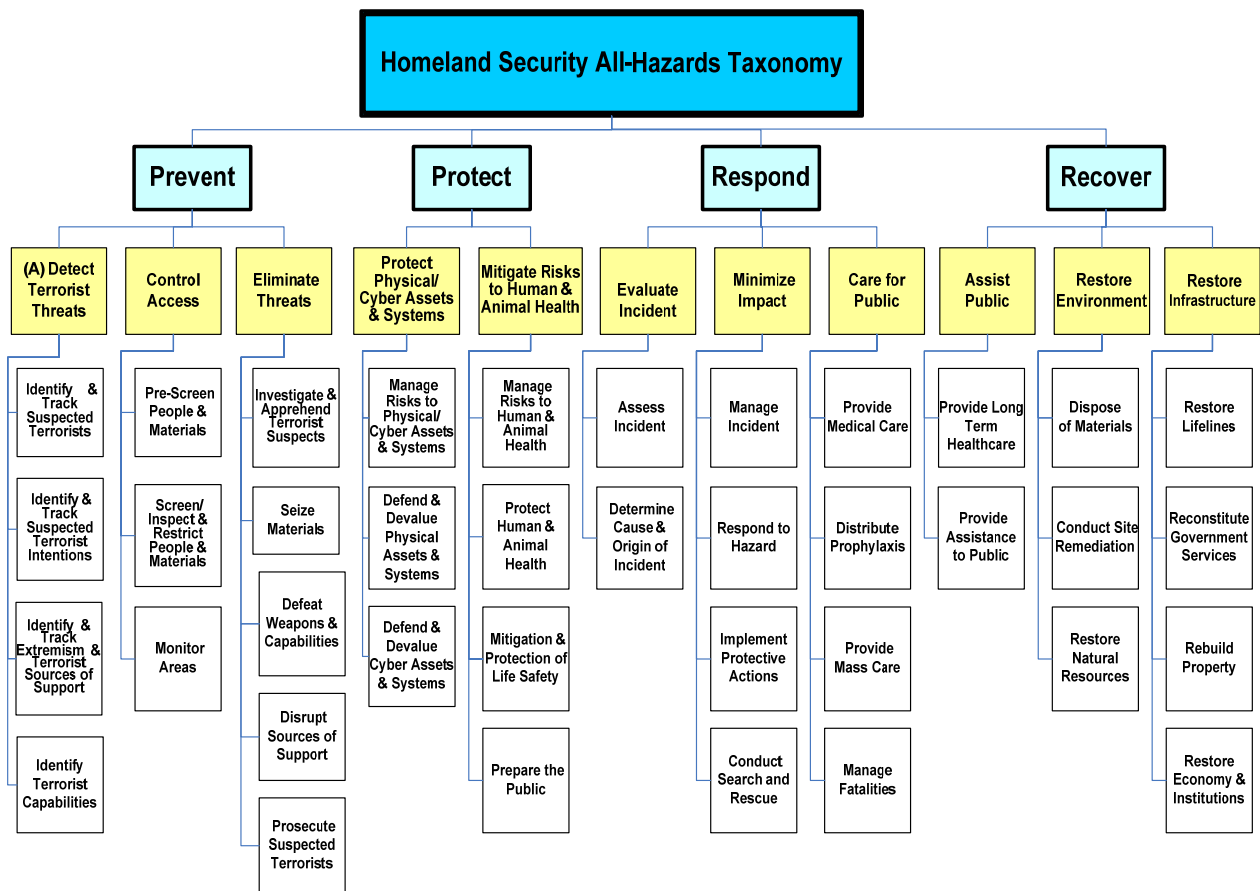 Homeland Security All-Hazards Taxonomy
Prevent
Protect
Respond
Recover
(A) Detect
Terrorist
Threats
Control
Access
Eliminate
Threats
Protect
Physical/
Cyber Assets
& Systems
Mitigate Risks
to Human &
Animal Health
Evaluate
Incident
Minimize
Impact
Care for
Public
Assist
Public
Restore
Environment
Restore
Infrastructure
Identify &
Track
Suspected
Terrorists
Identify &
Track
Suspected
Terrorist
Intentions
Identify &
Track
Extremism &
Terrorist
Sources of
Support
Identify
Terrorist
Capabilities
Pre-Screen
People &
Materials
Screen/
Inspect &
Restrict
People &
Materials
Monitor
Areas
Investigate &
Apprehend
Terrorist
Suspects
Seize
Materials
Defeat
Weapons &
Capabilities
Disrupt
Sources of
Support
Prosecute
Suspected
Terrorists
Manage
Risks to
Physical/
Cyber Assets
& Systems
Defend &
Devalue
Physical
Assets &
Systems
Defend &
Devalue
Cyber Assets
& Systems
Manage
Risks to
Human &
Animal
Health
Protect
Human &
Animal
Health
Mitigation &
Protection of
Life Safety
Prepare the
Public
Assess
Incident
Determine
Cause &
Origin of
Incident
Manage
Incident
Respond to
Hazard
Implement
Protective
Actions
Conduct
Search and
Rescue
Provide
Medical Care
Distribute
Prophylaxis
Provide
Mass Care
Manage
Fatalities
Provide Long
Term
Healthcare
Provide
Assistance
to Public
Dispose
of Materials
Conduct Site
Remediation
Restore
Natural
Resources
Restore
Lifelines
Reconstitute
Government
Services
Rebuild
Property
Restore
Economy &
Institutions